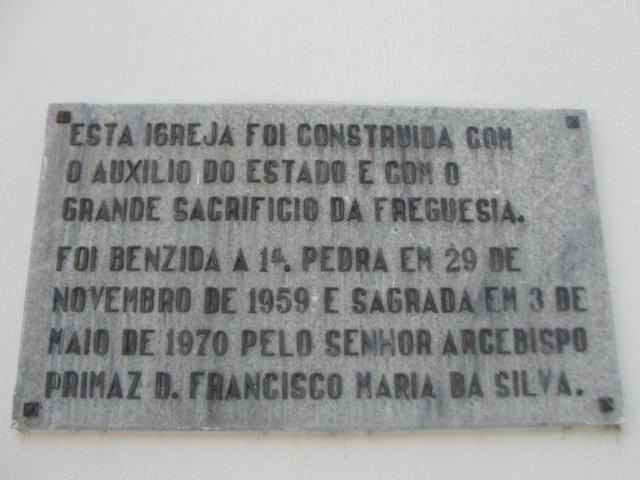 ESTA IGREJA FOI CONSTRUIDA COM
O AUXILIO DO ESTADO E COM O
GRANDE SACRIFICIO DA FREGUESIA.
FOI BENZIDA A 1ª. PEDRA EM 29 DE
NOVEMBRO DE 1959 E SAGRADA EM 3 DE
MAIO DE 1970 PELO SENHOR ARCEBISPO
PRIMAZ D. FRANCISCO MARIA DA SILVA.